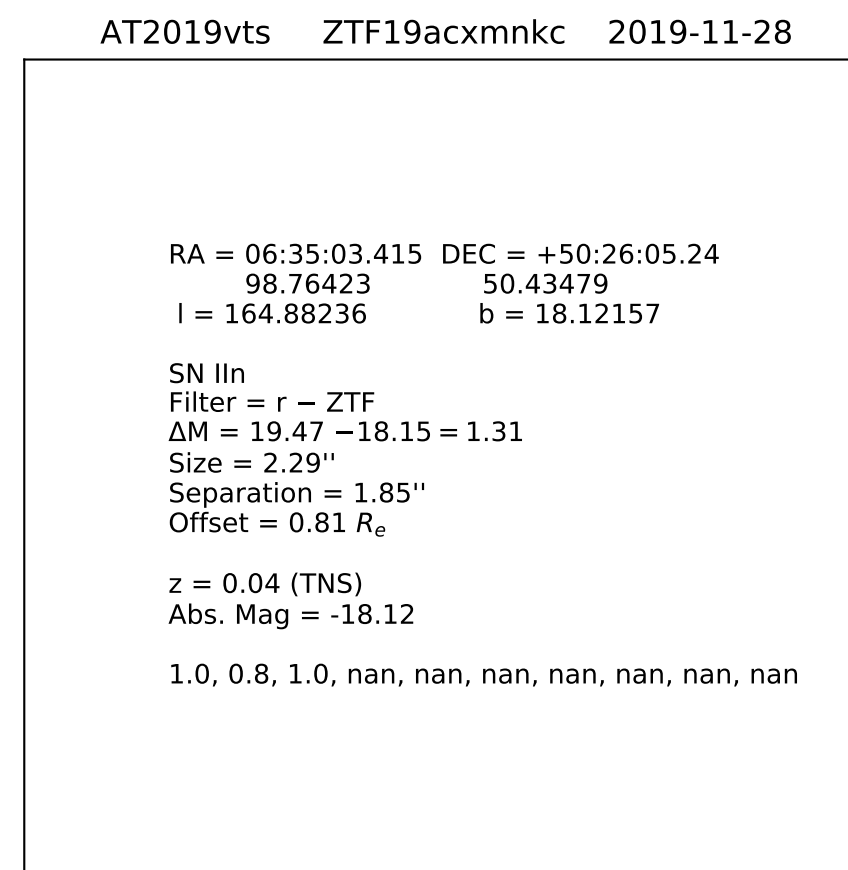 AT2019vts ZTF19acxmnkc 2019-11-28
RA = 06:35:03.415 DEC = +50:26:05.24
98.76423 50.43479
l = 164.88236 b = 18.12157
SN IIn
Filter = r − ZTF
ΔM = 19.47 −18.15 = 1.31
Size = 2.29''
Separation = 1.85''
Offset = 0.81 Rₑ
z = 0.04 (TNS)
Abs. Mag = -18.12
1.0, 0.8, 1.0, nan, nan, nan, nan, nan, nan, nan